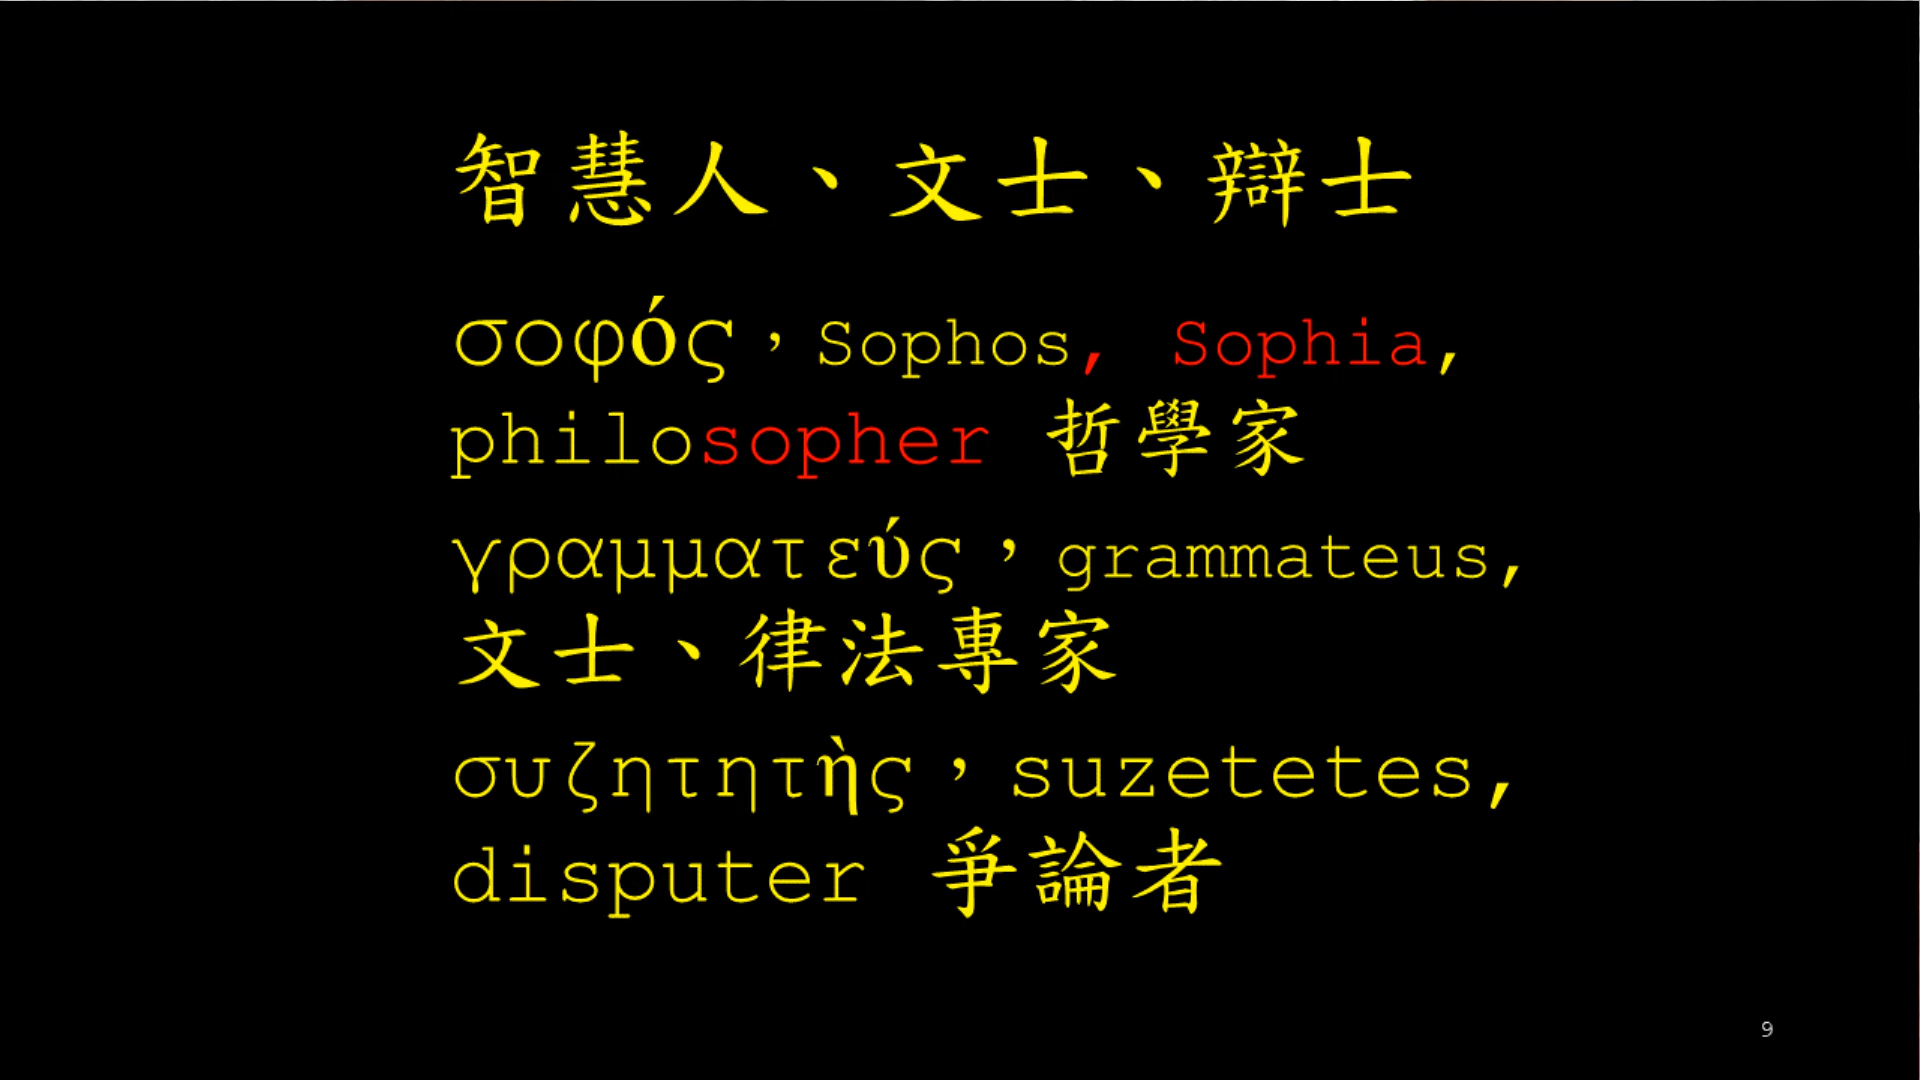 智慧人、文士、辯士
σοφός,Sophos, Sophia,
philosopher 哲學家
γραμματεύς,grammateus,
文士、律法專家
συζητητὴς,suzetetes,
disputer 爭論者
9